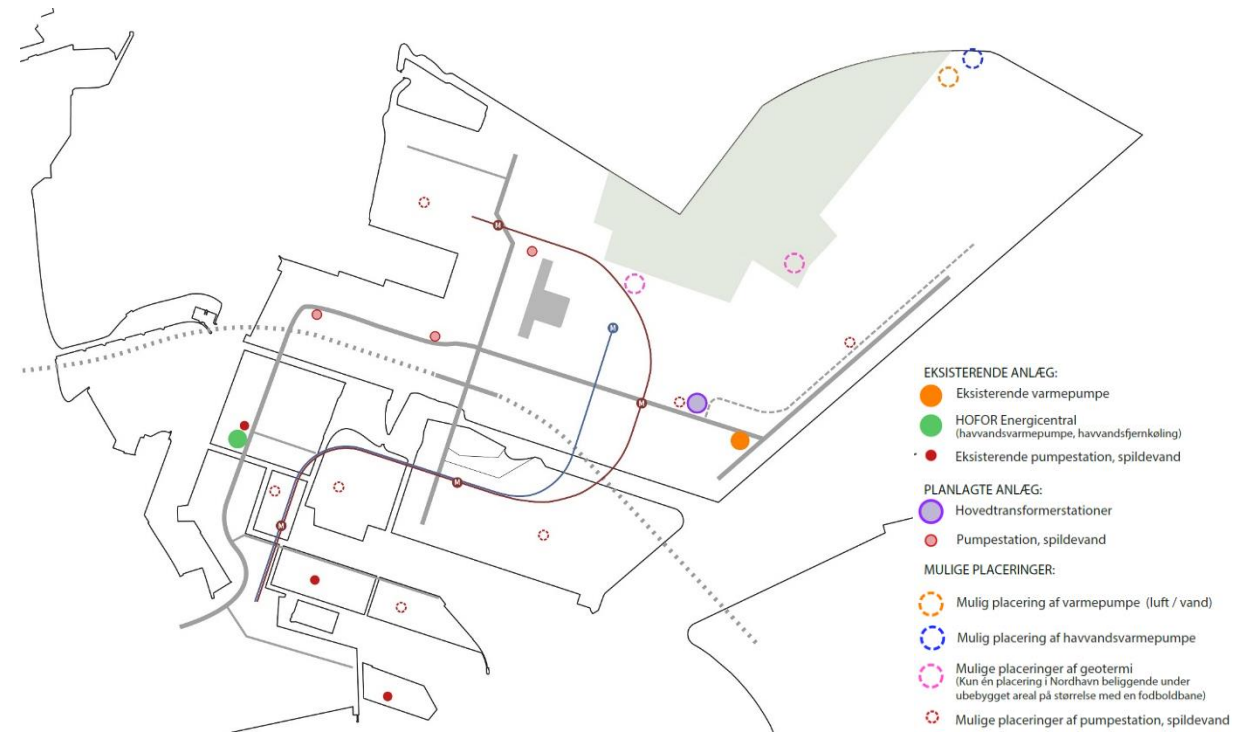 M
M
M
M
M
EKSISTERENDE ANLÆG:
Eksisterende varmepumpe
HOFOR Energicentral
(havvandsvarmepumpe, havvandsfjernkøling)
Eksisterende pumpestation, spildevand
PLANLAGTE ANLÆG:
Hovedtransformerstationer
Pumpestation, spildevand
MULIGE PLACERINGER:
Mulig placering af varmepumpe (luft / vand)
Mulig placering af havvandsvarmepumpe
Mulige placeringer af geotermi
(Kun én placering i Nordhavn beliggende under
ubebygget areal på størrelse med en fodboldbane)
Mulige placeringer af pumpestation, spildevand